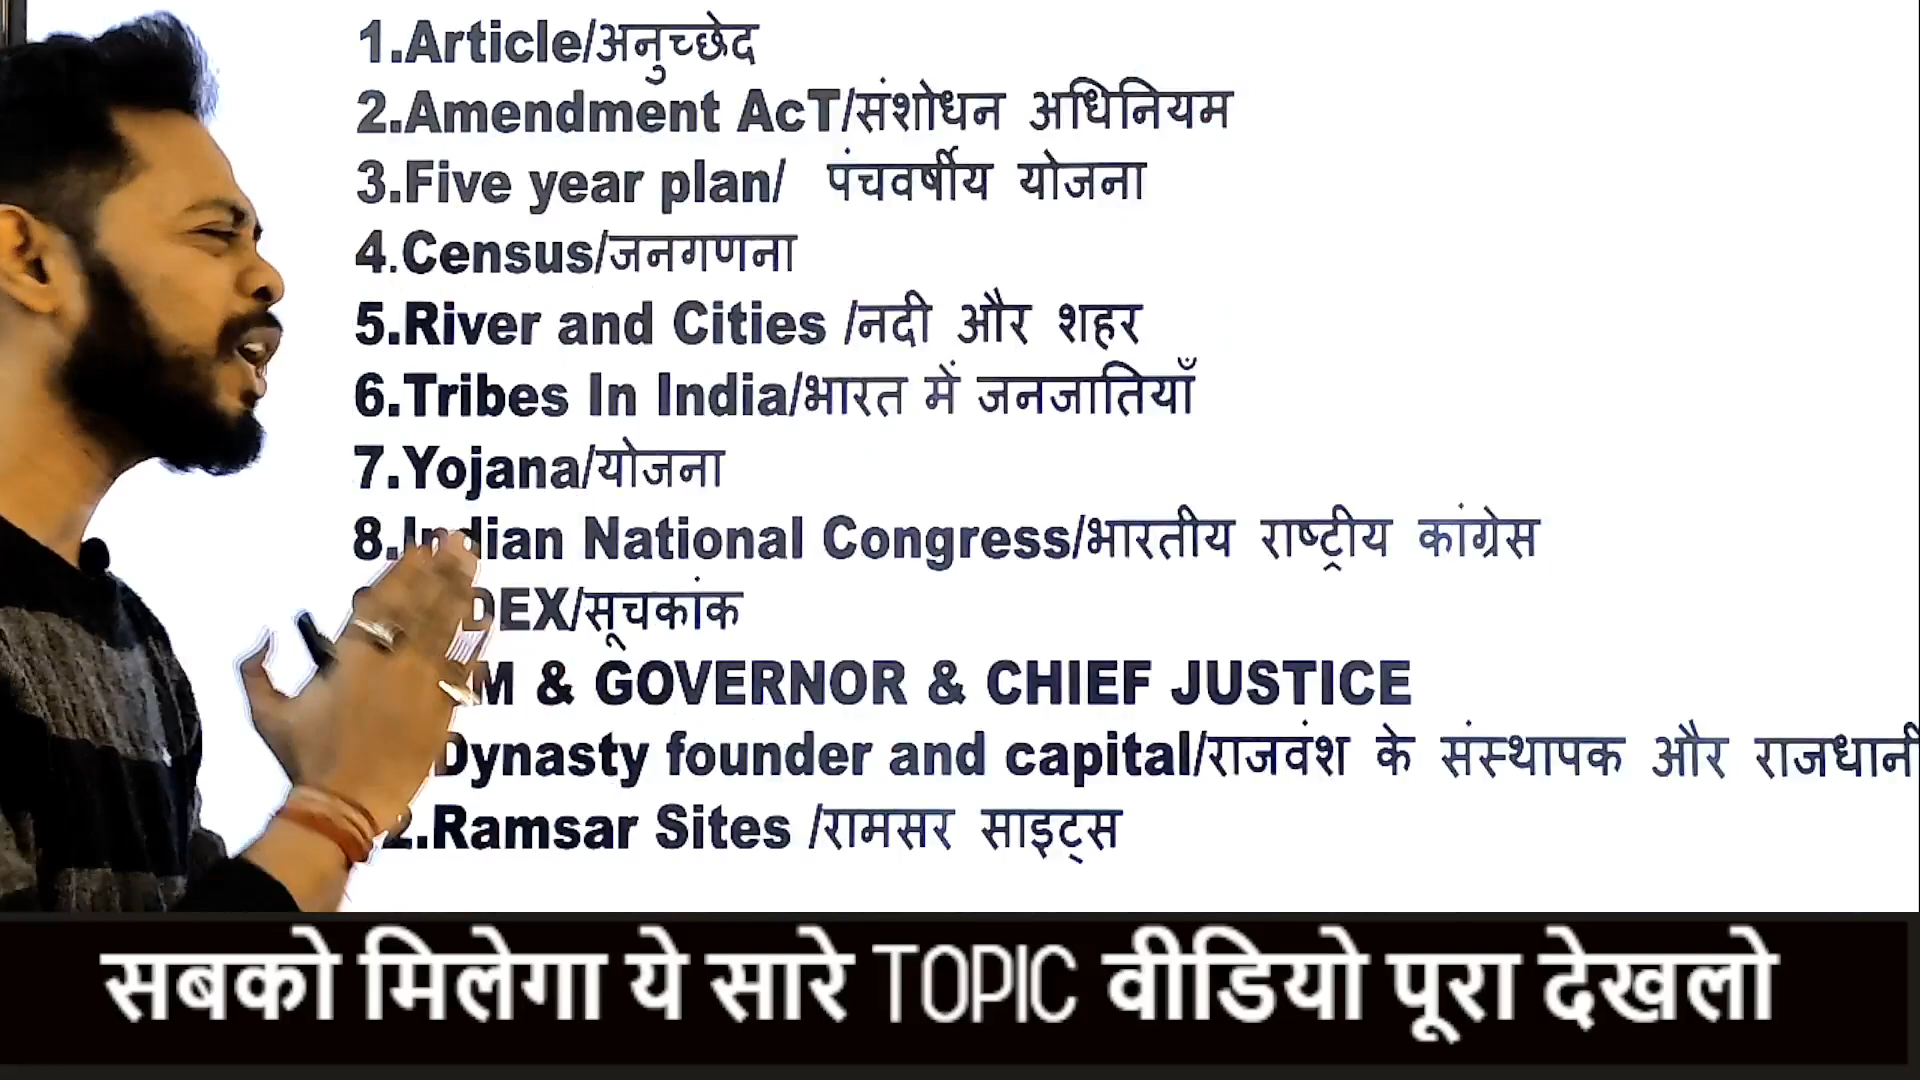 1.Article/अनुच्छेद
2.Amendment AcT/संशोधन अधिनियम
3.Five year plan/ पंचवर्षीय योजना
4.Census/जनगणना
5.River and Cities /नदी और शहर
6.Tribes In India/भारत में जनजातियाँ
7.Yojana/योजना
8.Indian National Congress/भारतीय राष्ट्रीय कांग्रेस
DEX/सूचकांक
M & GOVERNOR & CHIEF JUSTICE
Dynasty founder and capital/राजवंश के संस्थापक और राजधानी
2.Ramsar Sites /रामसर साइट्स
सबको मिलेगा ये सारे TOPIC वीडियो पूरा देखलो